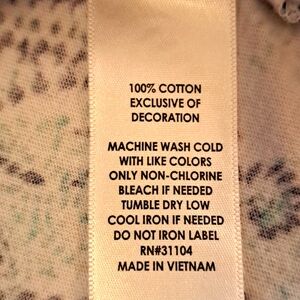 100% COTTON
EXCLUSIVE OF
DECORATION
MACHINE WASH COLD
WITH LIKE COLORS
ONLY NON-CHLORINE
BLEACH IF NEEDED
TUMBLE DRY LOW
COOL IRON IF NEEDED
DO NOT IRON LABEL
RN#31104
MADE IN VIETNAM